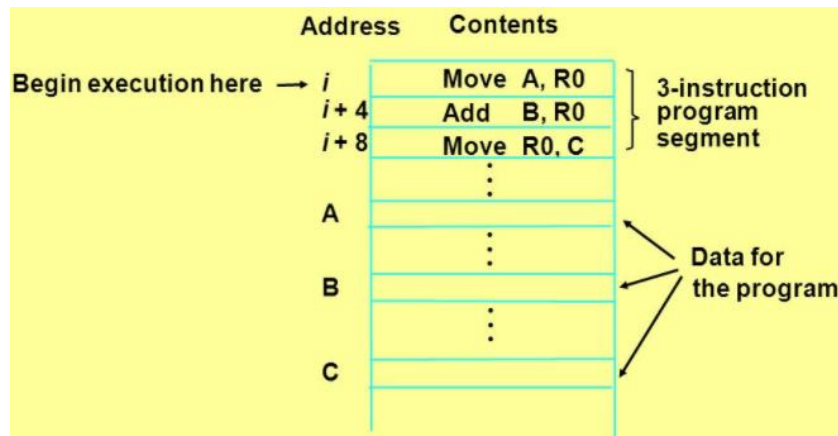 Address Contents
Begin execution here → i Move A, R0
i + 4 Add B, R0
i + 8 Move R0, C
3-instruction
program
segment
A
B
C
Data for
the program